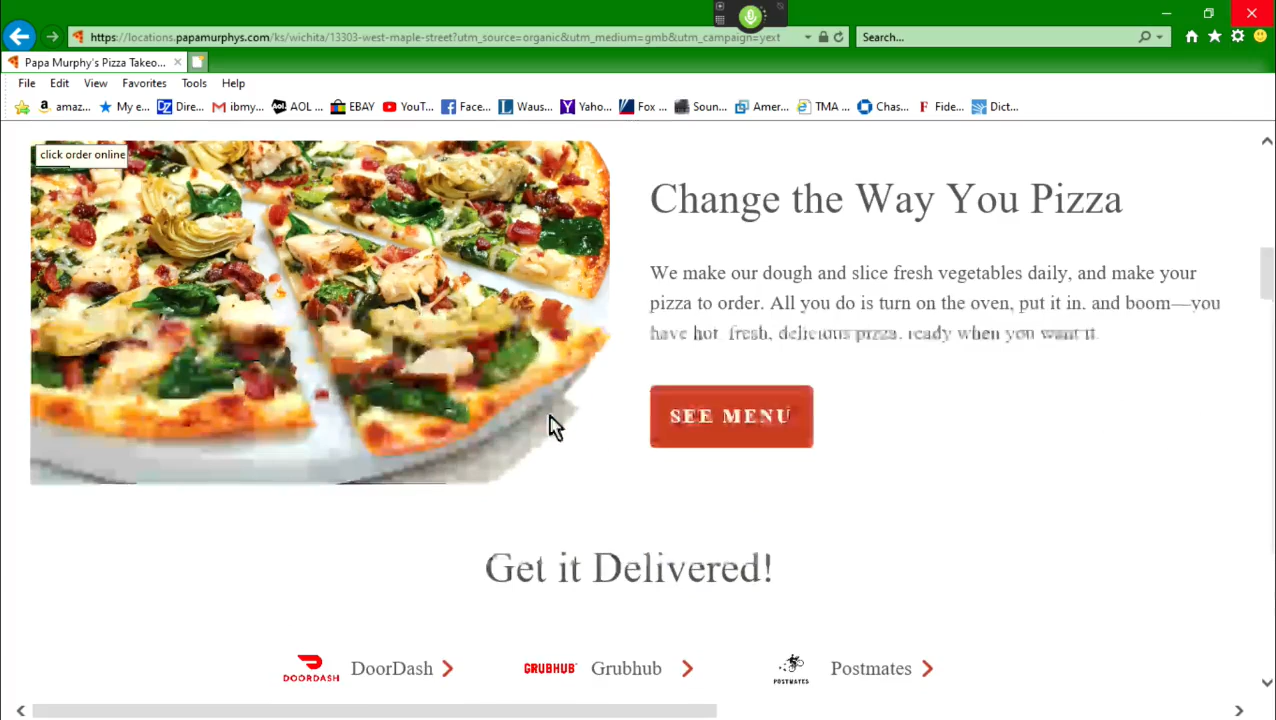 https://locations.papamurphys.com/ks/wichita/13303-west-maple-street?utm_source=organic&utm_medium=gmb&utm_campaign=yext
Search...
Papa Murphy's Pizza Takeo...
File Edit View Favorites Tools Help
amaz... My e... Dire... ibmy... AOL ... EBAY YouT... Face... Waus... Yaho... Fox ... Soun... Amer... TMA ... Chas... Fide... Dict...
click order online
Change the Way You Pizza
We make our dough and slice fresh vegetables daily, and make your
pizza to order. All you do is turn on the oven, put it in, and boom—you
have hot, fresh, delicious pizza, ready when you want it.
SEE MENU
Get it Delivered!
DOORDASH DoorDash GRUBHUB Grubhub POSTMATES Postmates